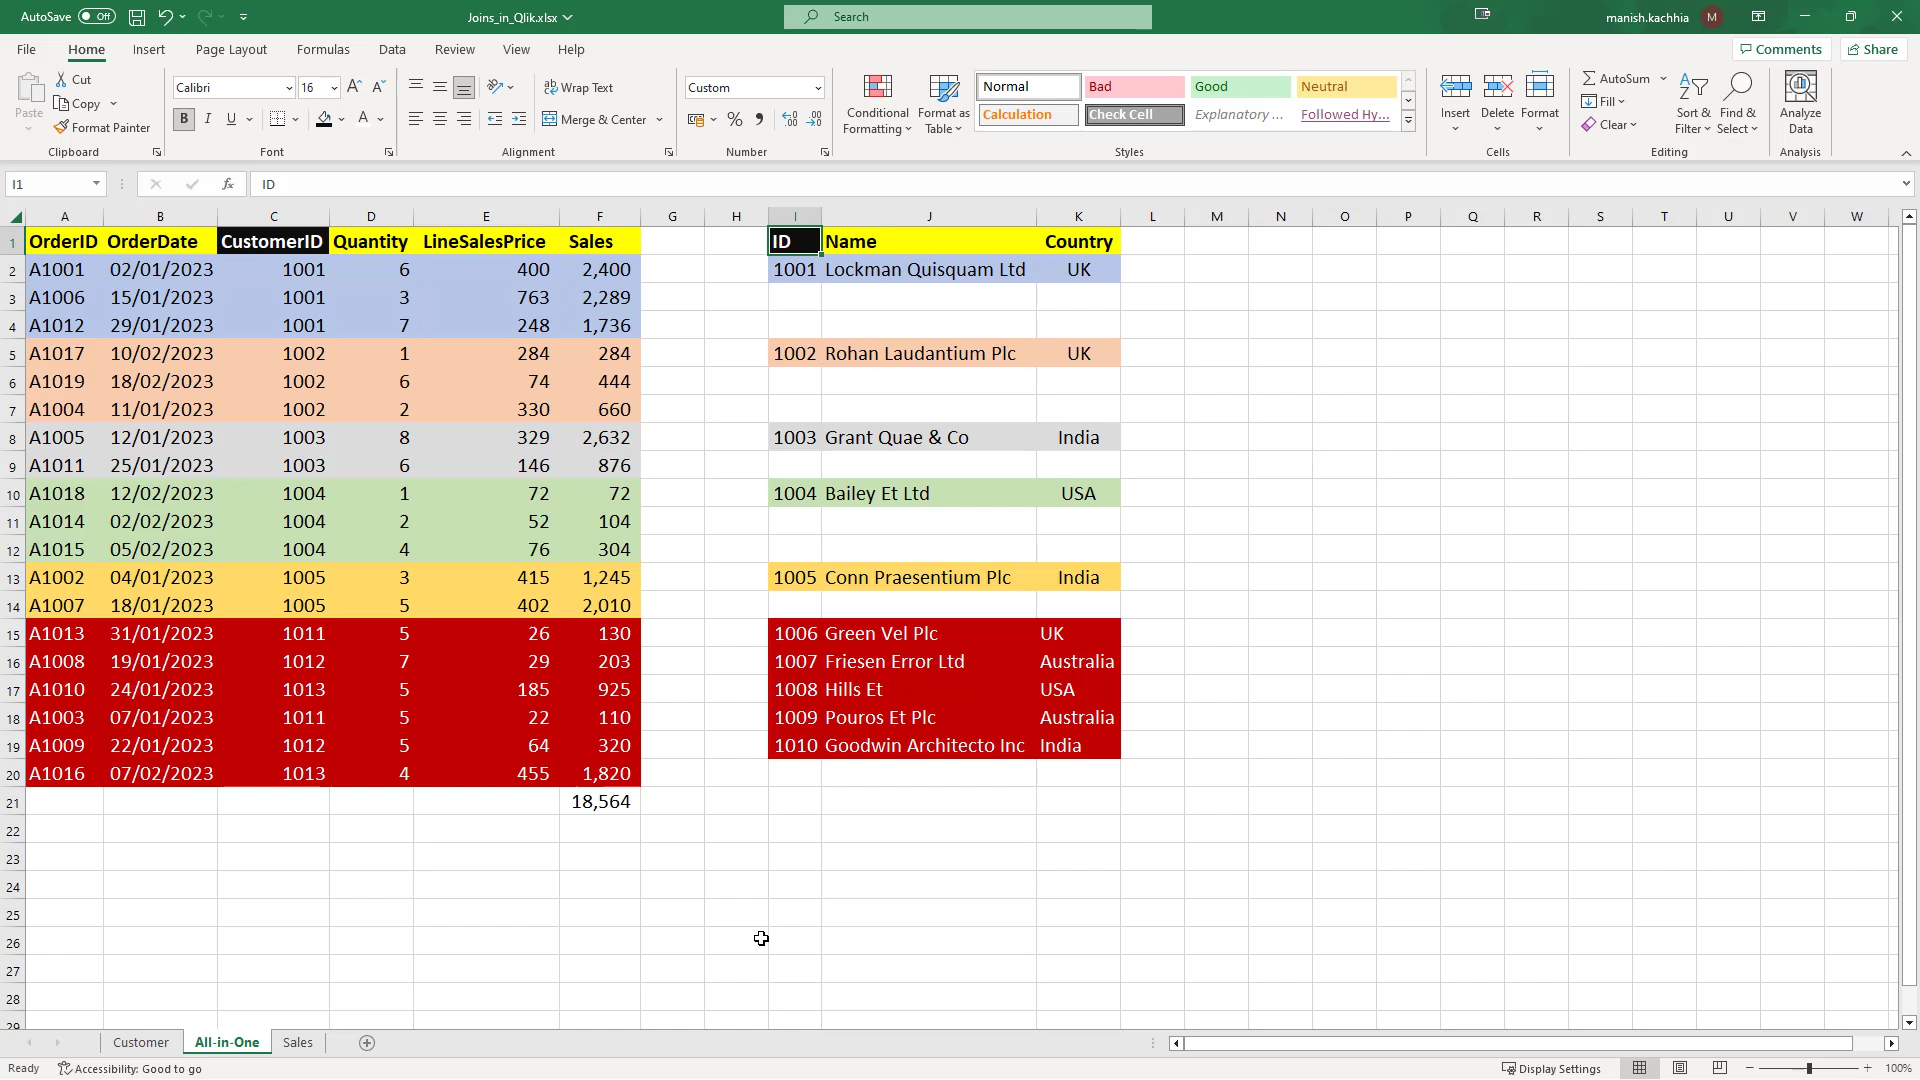 AutoSave Off Joins_in_Qlik.xlsx Search manish.kachhia M
File Home Insert Page Layout Formulas Data Review View Help Comments Share
Paste Cut Copy Format Painter Clipboard
Calibri 16 A A B I U A Font
Wrap Text Merge & Center Alignment
Custom % Number
Conditional Formatting Format as Table Normal Bad Good Neutral Calculation Check Cell Explanatory ... Followed Hy... Styles
Insert Delete Format Cells
AutoSum Fill Clear Sort & Filter Find & Select Editing
Analyze Data Analysis
I1 fx ID
A B C D E F G H I J K L M N O P Q R S T U V W
1 OrderID OrderDate CustomerID Quantity LineSalesPrice Sales ID Name Country
2 A1001 02/01/2023 1001 6 400 2,400 1001 Lockman Quisquam Ltd UK
3 A1006 15/01/2023 1001 3 763 2,289
4 A1012 29/01/2023 1001 7 248 1,736
5 A1017 10/02/2023 1002 1 284 284 1002 Rohan Laudantium Plc UK
6 A1019 18/02/2023 1002 6 74 444
7 A1004 11/01/2023 1002 2 330 660
8 A1005 12/01/2023 1003 8 329 2,632 1003 Grant Quae & Co India
9 A1011 25/01/2023 1003 6 146 876
10 A1018 12/02/2023 1004 1 72 72 1004 Bailey Et Ltd USA
11 A1014 02/02/2023 1004 2 52 104
12 A1015 05/02/2023 1004 4 76 304
13 A1002 04/01/2023 1005 3 415 1,245 1005 Conn Praesentium Plc India
14 A1007 18/01/2023 1005 5 402 2,010
15 A1013 31/01/2023 1011 5 26 130 1006 Green Vel Plc UK
16 A1008 19/01/2023 1012 7 29 203 1007 Friesen Error Ltd Australia
17 A1010 24/01/2023 1013 5 185 925 1008 Hills Et USA
18 A1003 07/01/2023 1011 5 22 110 1009 Pouros Et Plc Australia
19 A1009 22/01/2023 1012 5 64 320 1010 Goodwin Architecto Inc India
20 A1016 07/02/2023 1013 4 455 1,820
21 18,564
22
23
24
25
26
27
28
29
Customer All-in-One Sales
Ready Accessibility: Good to go Display Settings 100%